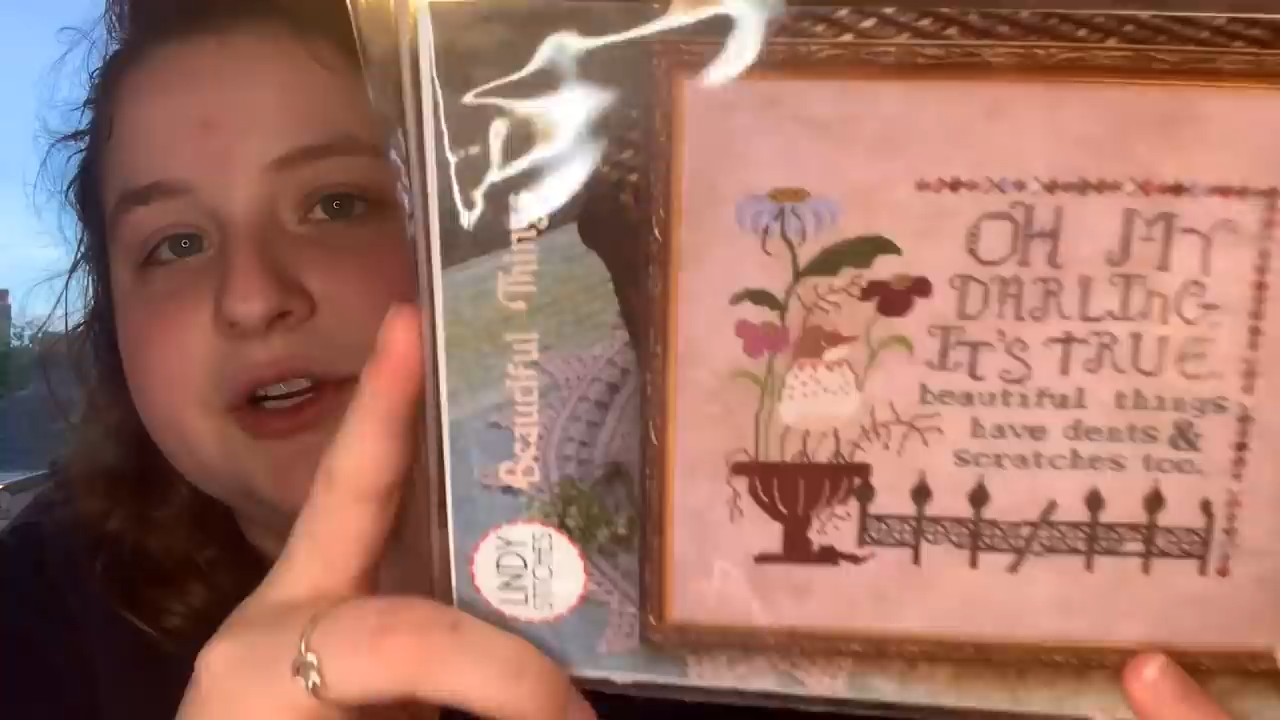 Beautiful Things
LINDY
STITCHES
OH MY
DARLING
IT'S TRUE
beautiful things
have dents &
scratches too.